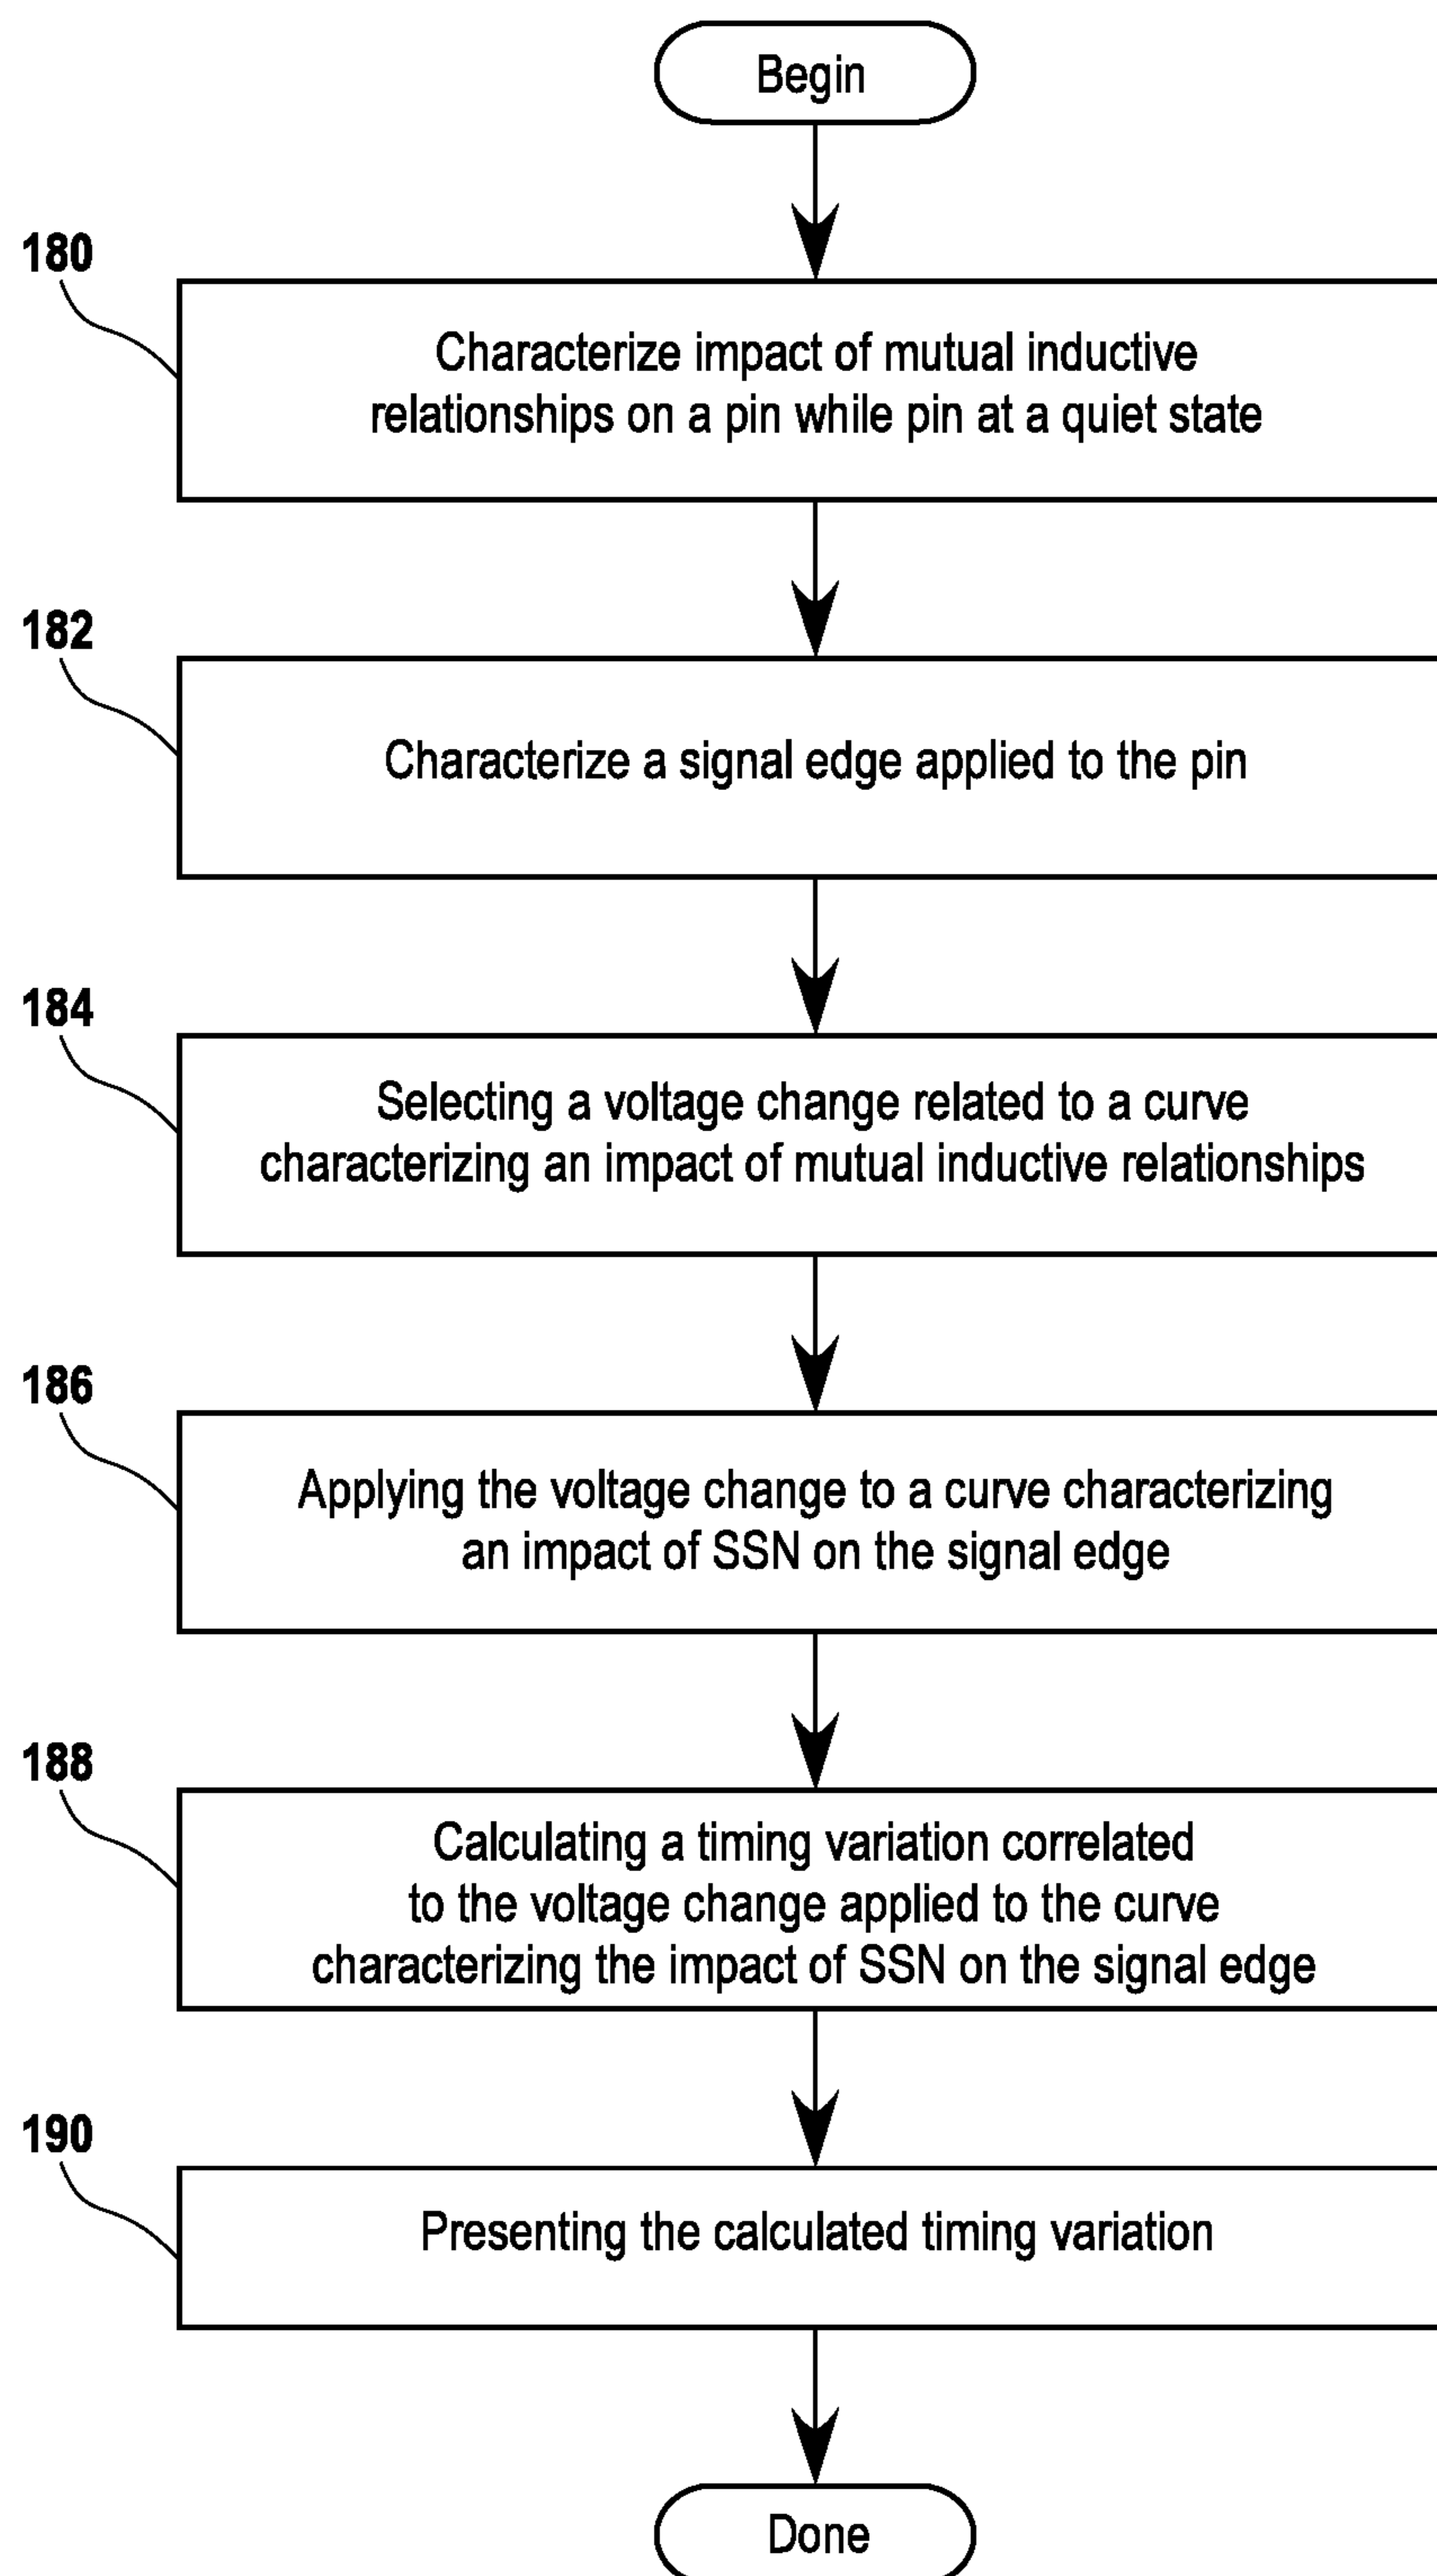 Begin
180
Characterize impact of mutual inductive
relationships on a pin while pin at a quiet state
182
Characterize a signal edge applied to the pin
184
Selecting a voltage change related to a curve
characterizing an impact of mutual inductive relationships
186
Applying the voltage change to a curve characterizing
an impact of SSN on the signal edge
188
Calculating a timing variation correlated
to the voltage change applied to the curve
characterizing the impact of SSN on the signal edge
190
Presenting the calculated timing variation
Done